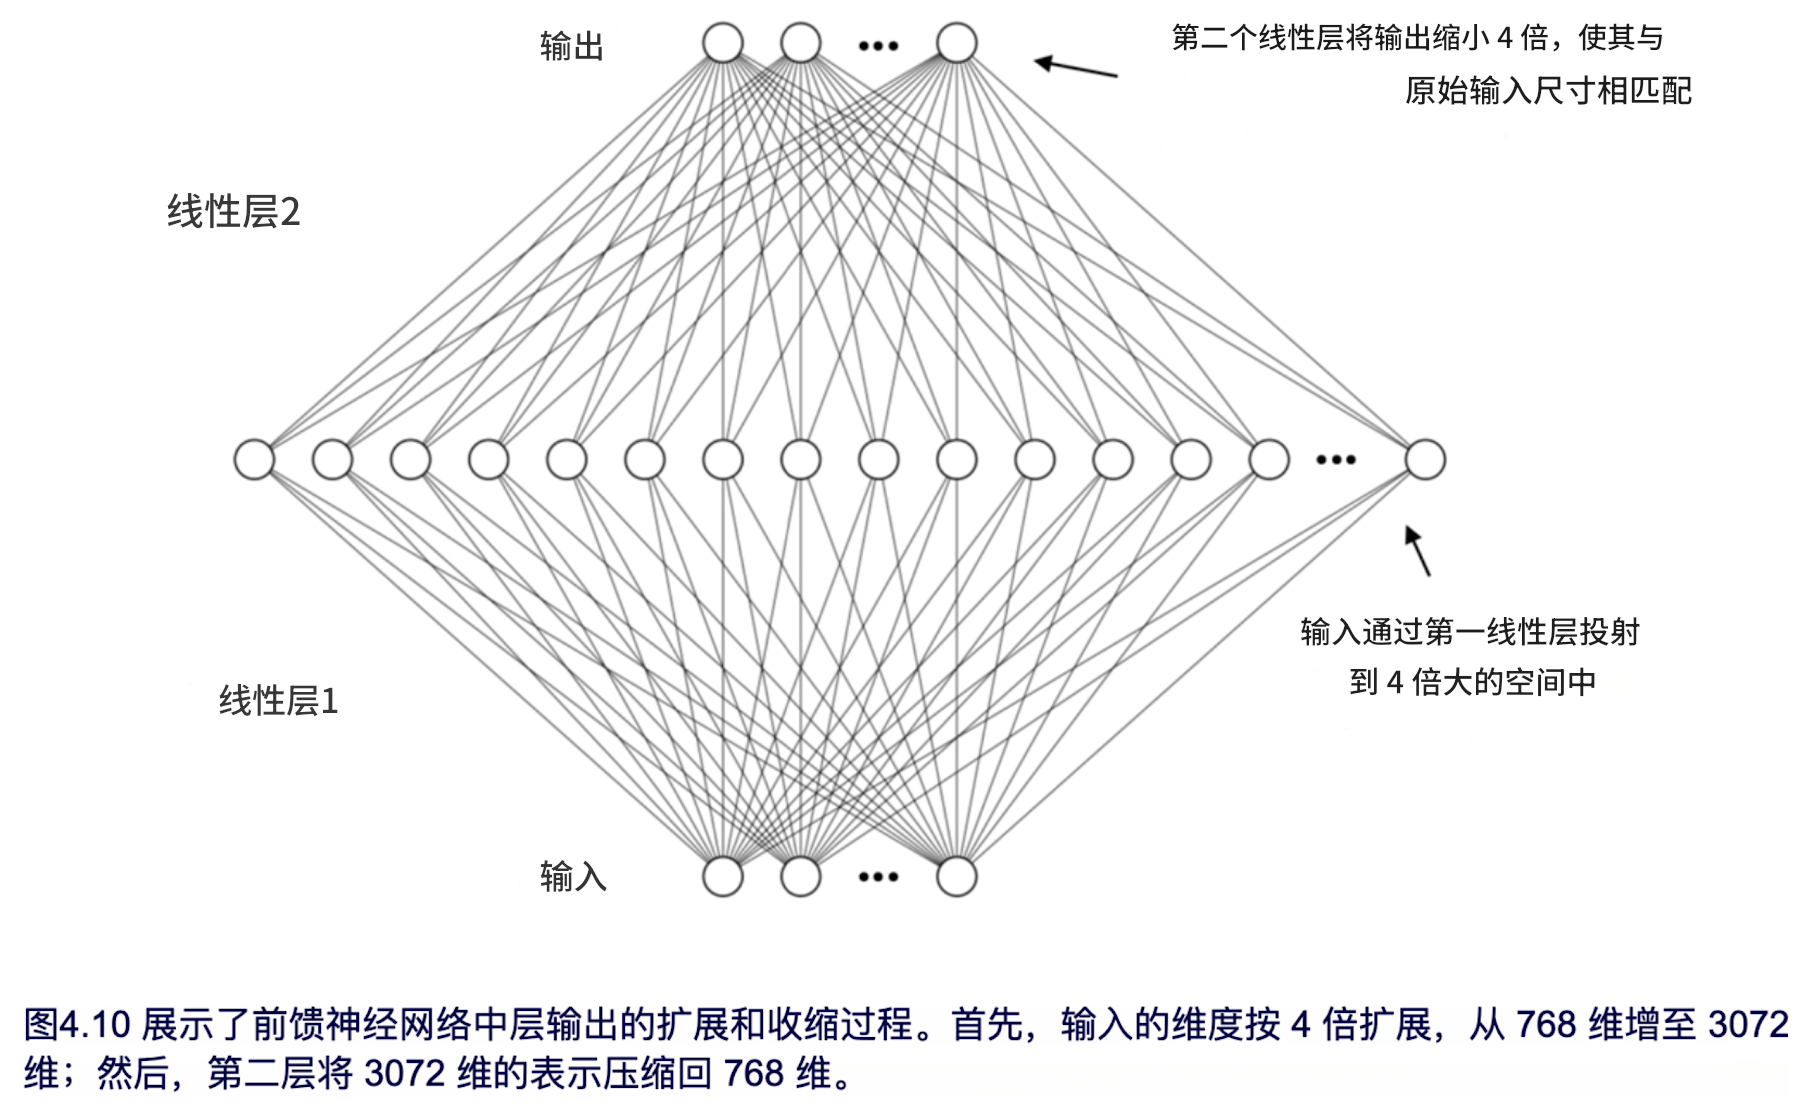 输出
第二个线性层将输出缩小 4 倍，使其与
原始输入尺寸相匹配
线性层2
输入通过第一线性层投射
到 4 倍大的空间中
线性层1
输入
图4.10 展示了前馈神经网络中层输出的扩展和收缩过程。首先，输入的维度按 4 倍扩展，从 768 维增至 3072
维；然后，第二层将 3072 维的表示压缩回 768 维。